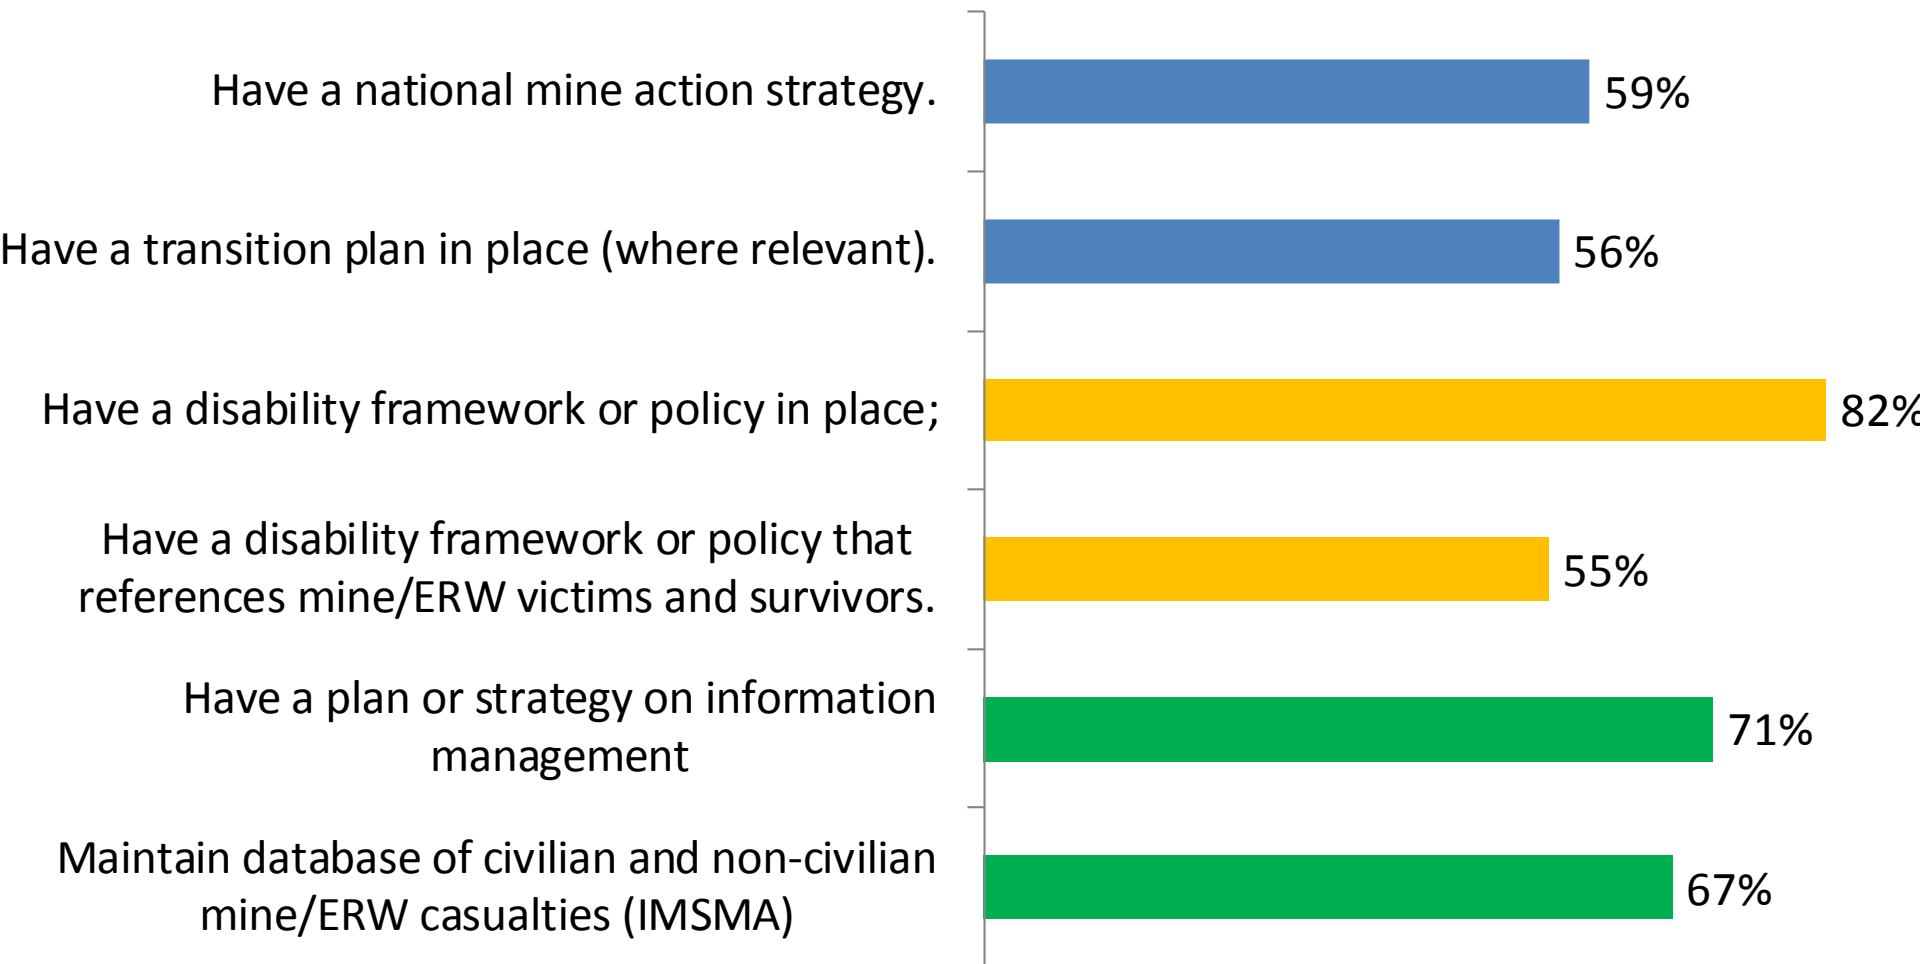 Have a national mine action strategy.
59%
Have a transition plan in place (where relevant).
56%
Have a disability framework or policy in place;
82%
Have a disability framework or policy that
references mine/ERW victims and survivors.
55%
Have a plan or strategy on information
management
71%
Maintain database of civilian and non-civilian
mine/ERW casualties (IMSMA)
67%